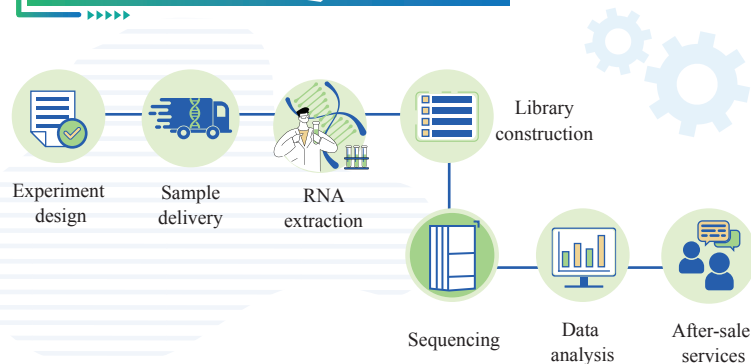 Experiment
design
Sample
delivery
RNA
extraction
Library
construction
Sequencing
Data
analysis
After-sale
services